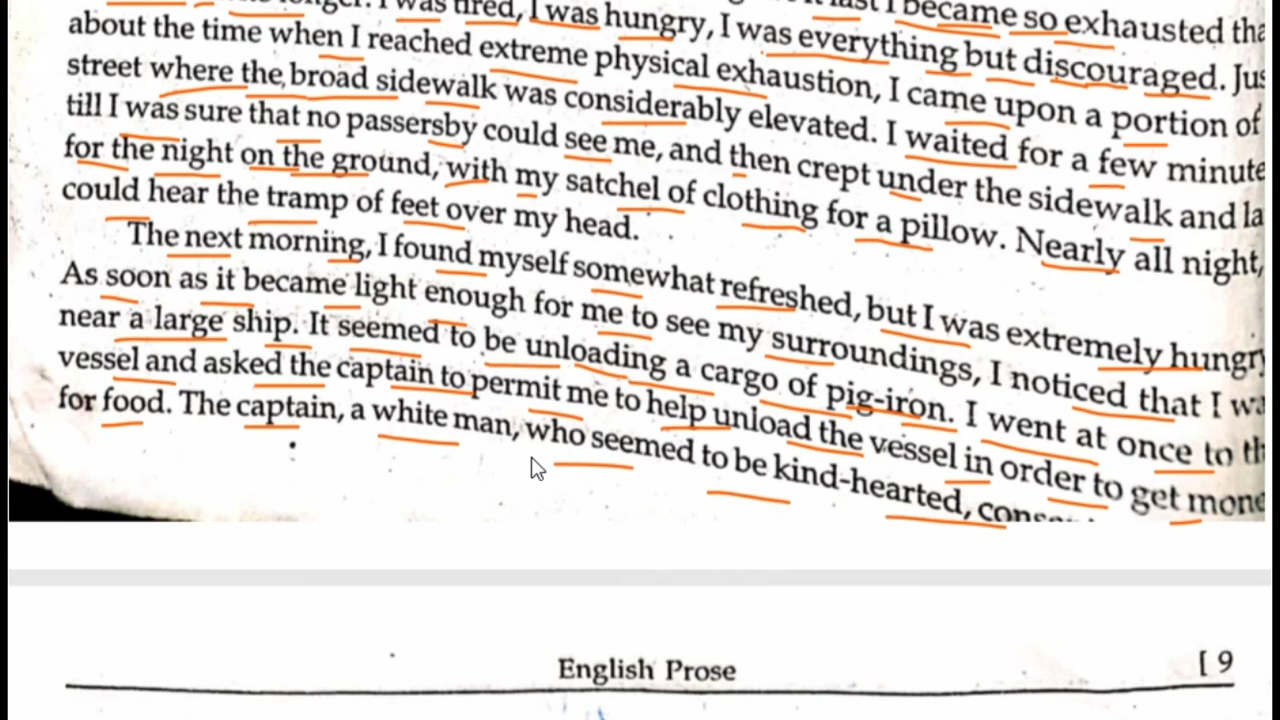 last I became so exhausted
longer. I was tired, I was hungry, I was everything but discouraged. Jus
about the time when I reached extreme physical exhaustion, I came upon a portion of
street where the broad sidewalk was considerably elevated. I waited for a few minute
till I was sure that no passersby could see me, and then crept under the sidewalk and la
for the night on the ground, with my satchel of clothing for a pillow. Nearly all night,
could hear the tramp of feet over my head.
The next morning, I found myself somewhat refreshed, but I was extremely hungry
As soon as it became light enough for me to see my surroundings, I noticed that I wa
near a large ship. It seemed to be unloading a cargo of pig-iron. I went at once to th
vessel and asked the captain to permit me to help unload the vessel in order to get mone
for food. The captain, a white man, who seemed to be kind-hearted,
English Prose [ 9